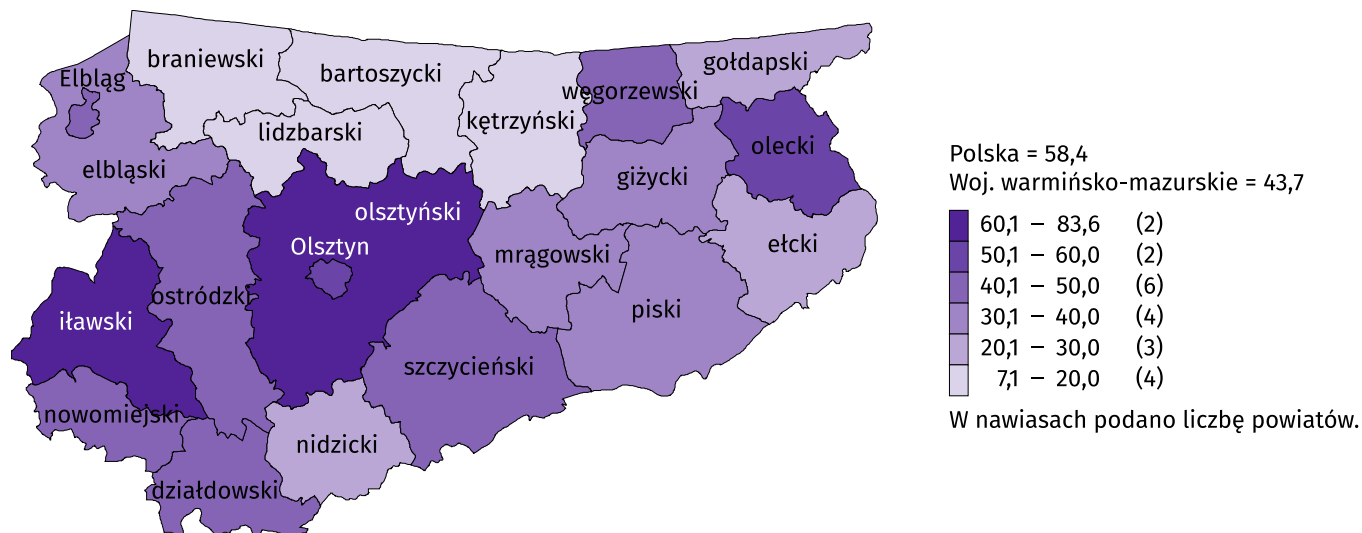 braniewski
bartoszycki
gołdapski
Elbląg
węgorzewski
kętrzyński
lidzbarski
olecki
elbląski
giżycki
olsztyński
Olsztyn
mrągowski
ełcki
ostródzki
iławski
piski
szczycieński
nowomiejski
nidzicki
działdowski
Polska = 58,4
Woj. warmińsko-mazurskie = 43,7
60,1 – 83,6 (2)
50,1 – 60,0 (2)
40,1 – 50,0 (6)
30,1 – 40,0 (4)
20,1 – 30,0 (3)
7,1 – 20,0 (4)
W nawiasach podano liczbę powiatów.